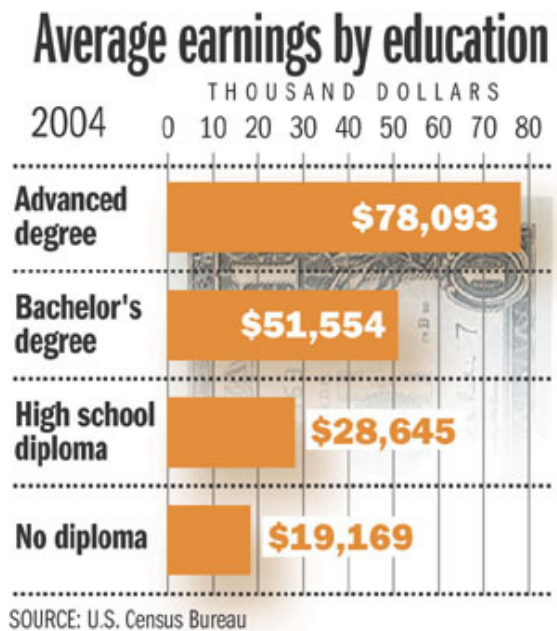 Average earnings by education
THOUSAND DOLLARS
2004
0 10 20 30 40 50 60 70 80
Advanced
degree
$78,093
Bachelor's
degree
$51,554
High school
diploma
$28,645
No diploma
$19,169
SOURCE: U.S. Census Bureau